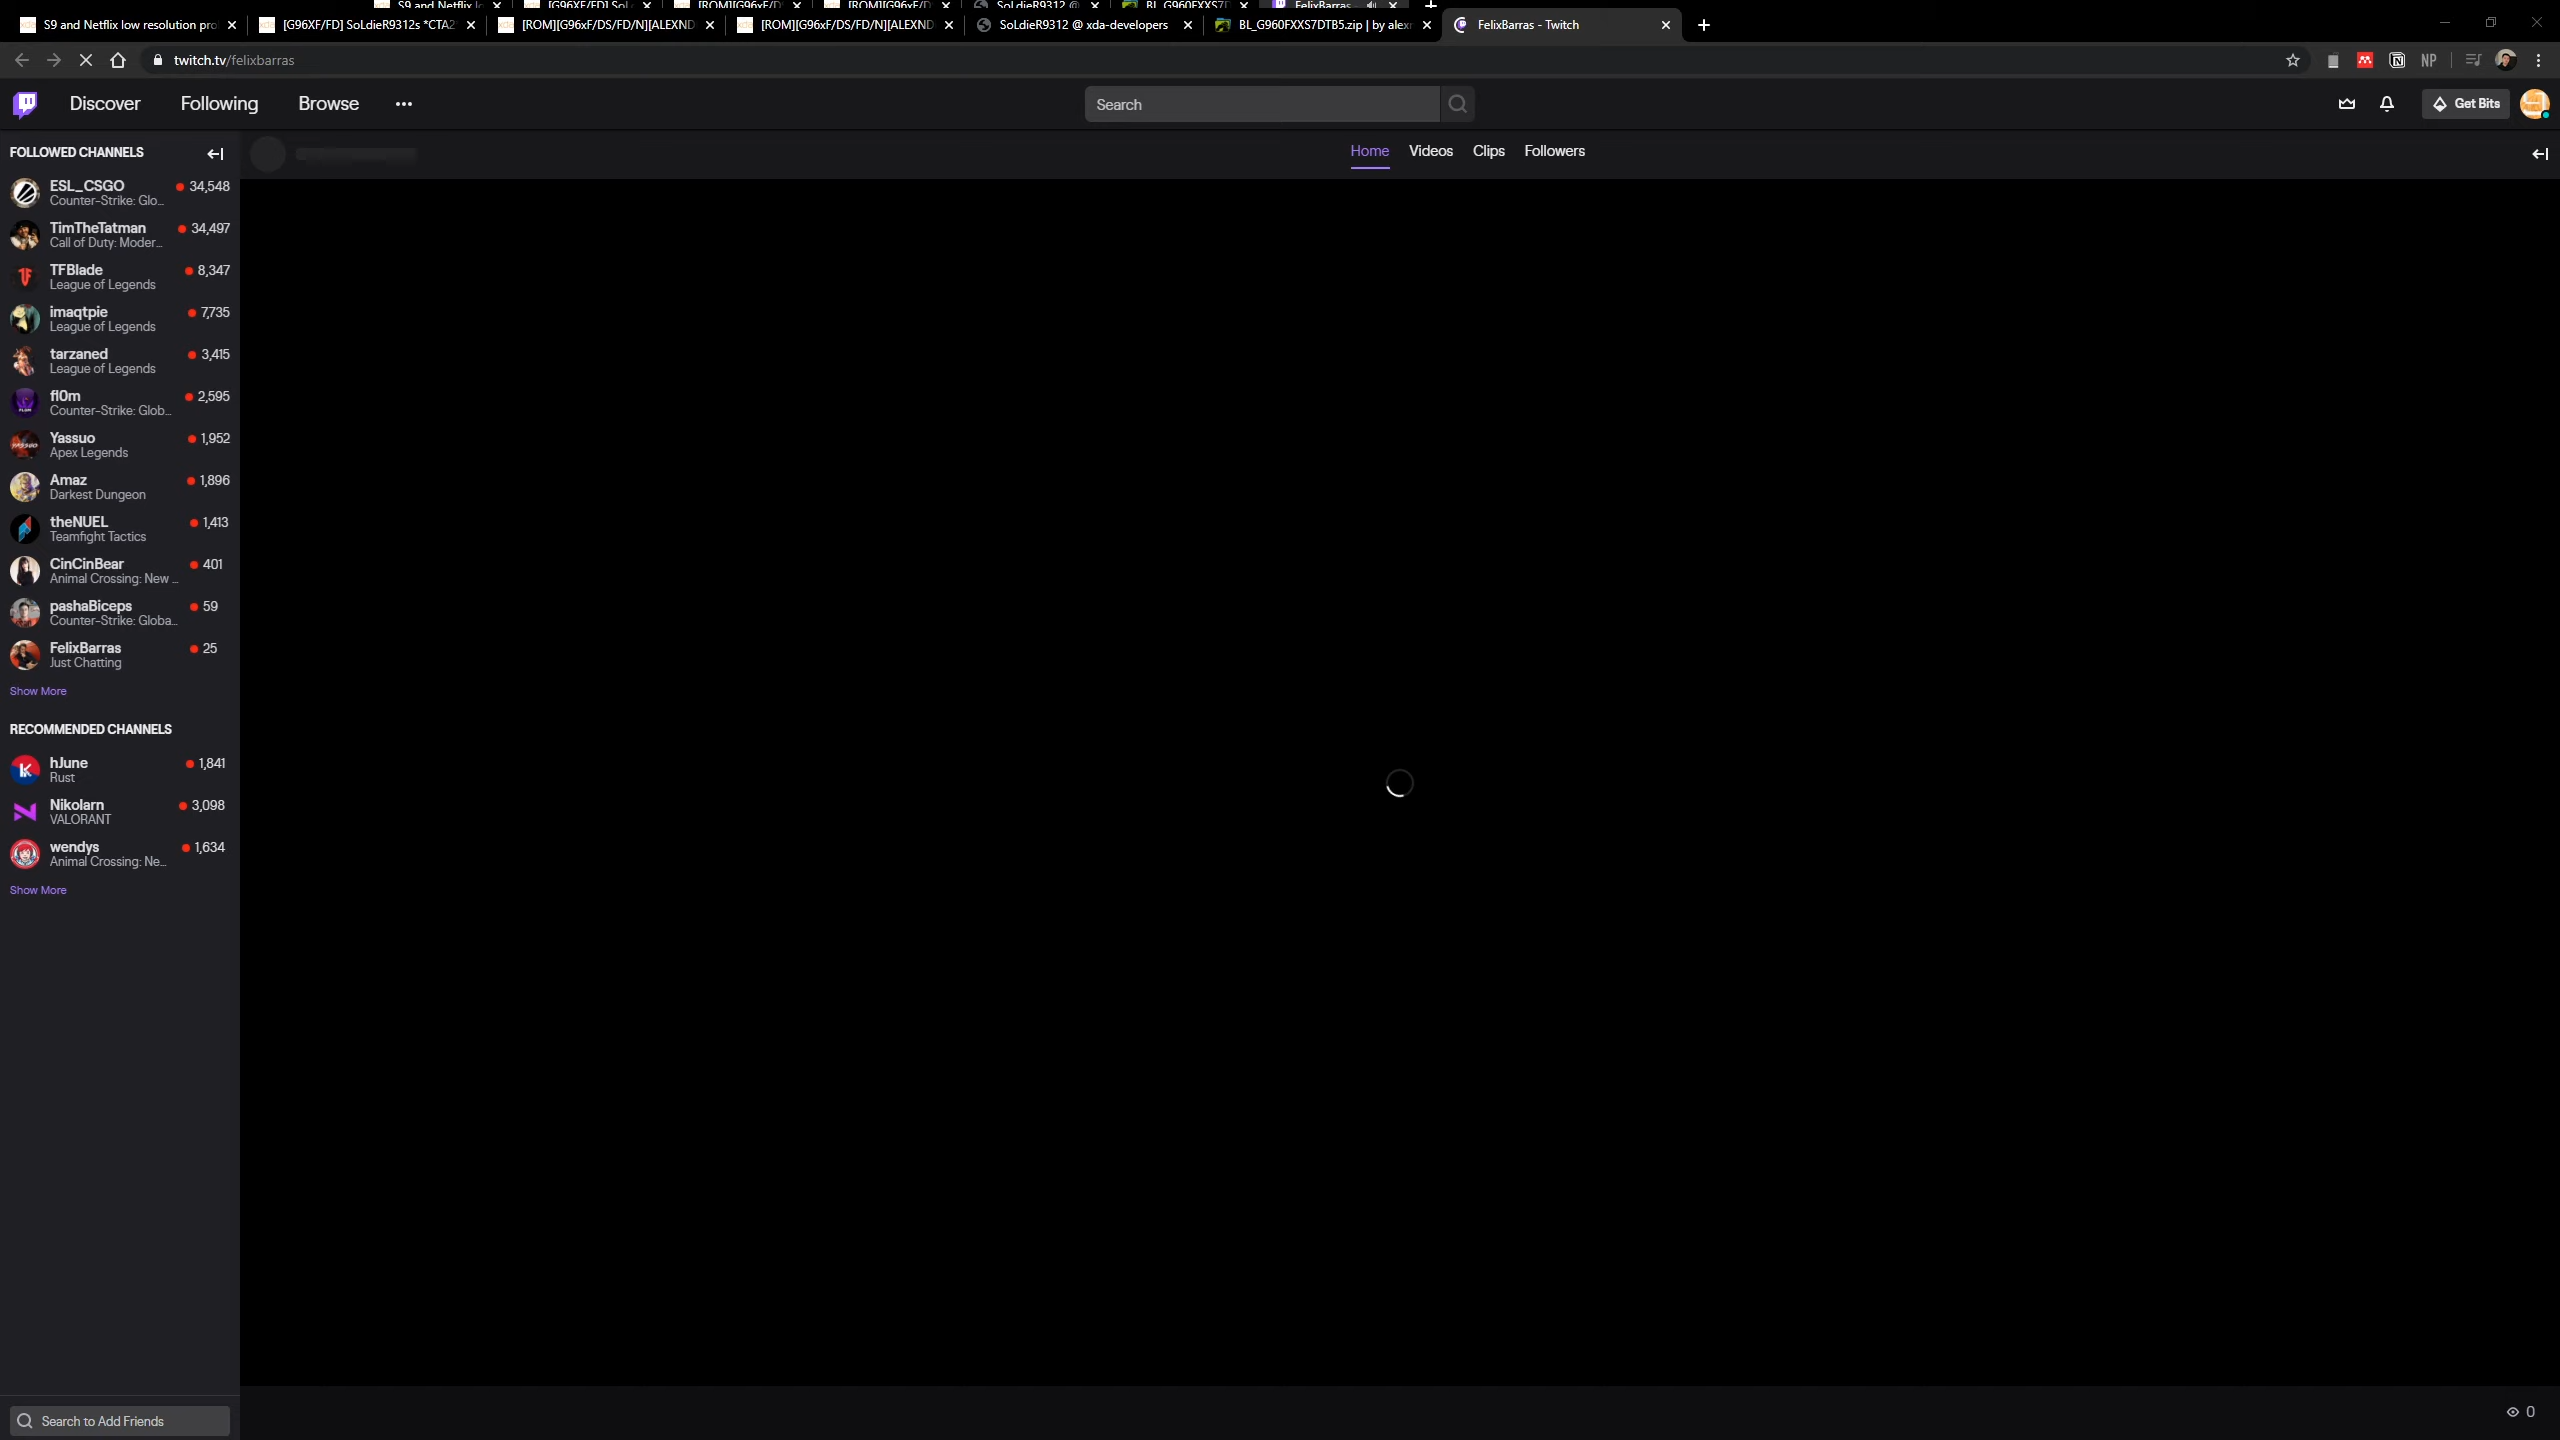 S9 and Netflix low resolution pro
[G96XF/FD] SoLdieR9312s *CTA2
[ROM][G96xF/DS/FD/N][ALEXND
[ROM][G96xF/DS/FD/N][ALEXND
SoLdieR9312 @ xda-developers
BL_G960FXXS7DTB5.zip | by alex
FelixBarras - Twitch
twitch.tv/felixbarras
NP
Discover
Following
Browse
Search
Get Bits
FOLLOWED CHANNELS
Home
Videos
Clips
Followers
ESL_CSGO
34,548
Counter-Strike: Glo...
TimTheTatman
34,497
Call of Duty: Moder...
TFBlade
8,347
League of Legends
imaqtpie
7,735
League of Legends
tarzaned
3,415
League of Legends
fl0m
2,595
Counter-Strike: Glob...
Yassuo
1,952
Apex Legends
Amaz
1,896
Darkest Dungeon
theNUEL
1,413
Teamfight Tactics
CinCinBear
401
Animal Crossing: New ...
pashaBiceps
59
Counter-Strike: Globa...
FelixBarras
25
Just Chatting
Show More
RECOMMENDED CHANNELS
hJune
1,841
Rust
Nikolarn
3,098
VALORANT
wendys
1,634
Animal Crossing: Ne...
Show More
Search to Add Friends
0